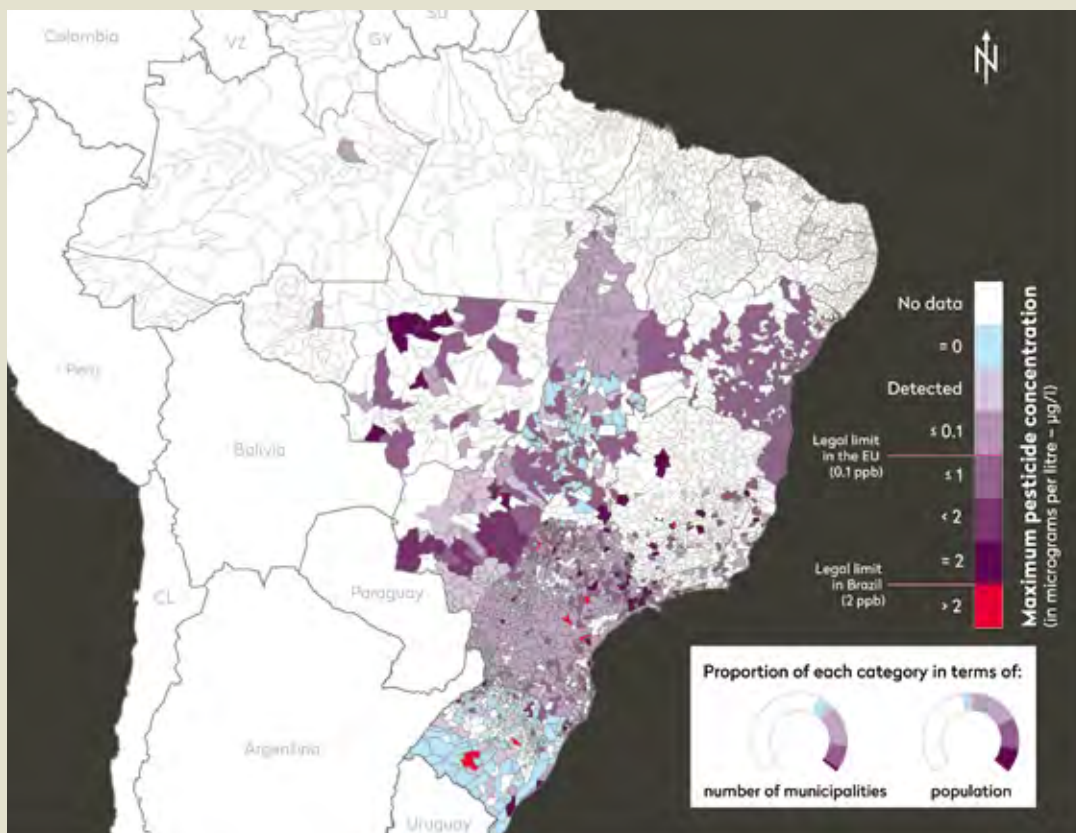 Colombia
VZ
GY
SU
N
Peru
Bolivia
Paraguay
CL
Argentina
Uruguay
No data
= 0
Detected
≤ 0.1
Legal limit
in the EU
(0.1 ppb)
≤ 1
< 2
= 2
Legal limit
in Brazil
(2 ppb)
> 2
Maximum pesticide concentration
(in micrograms per litre – µg/l)
Proportion of each category in terms of:
number of municipalities
population